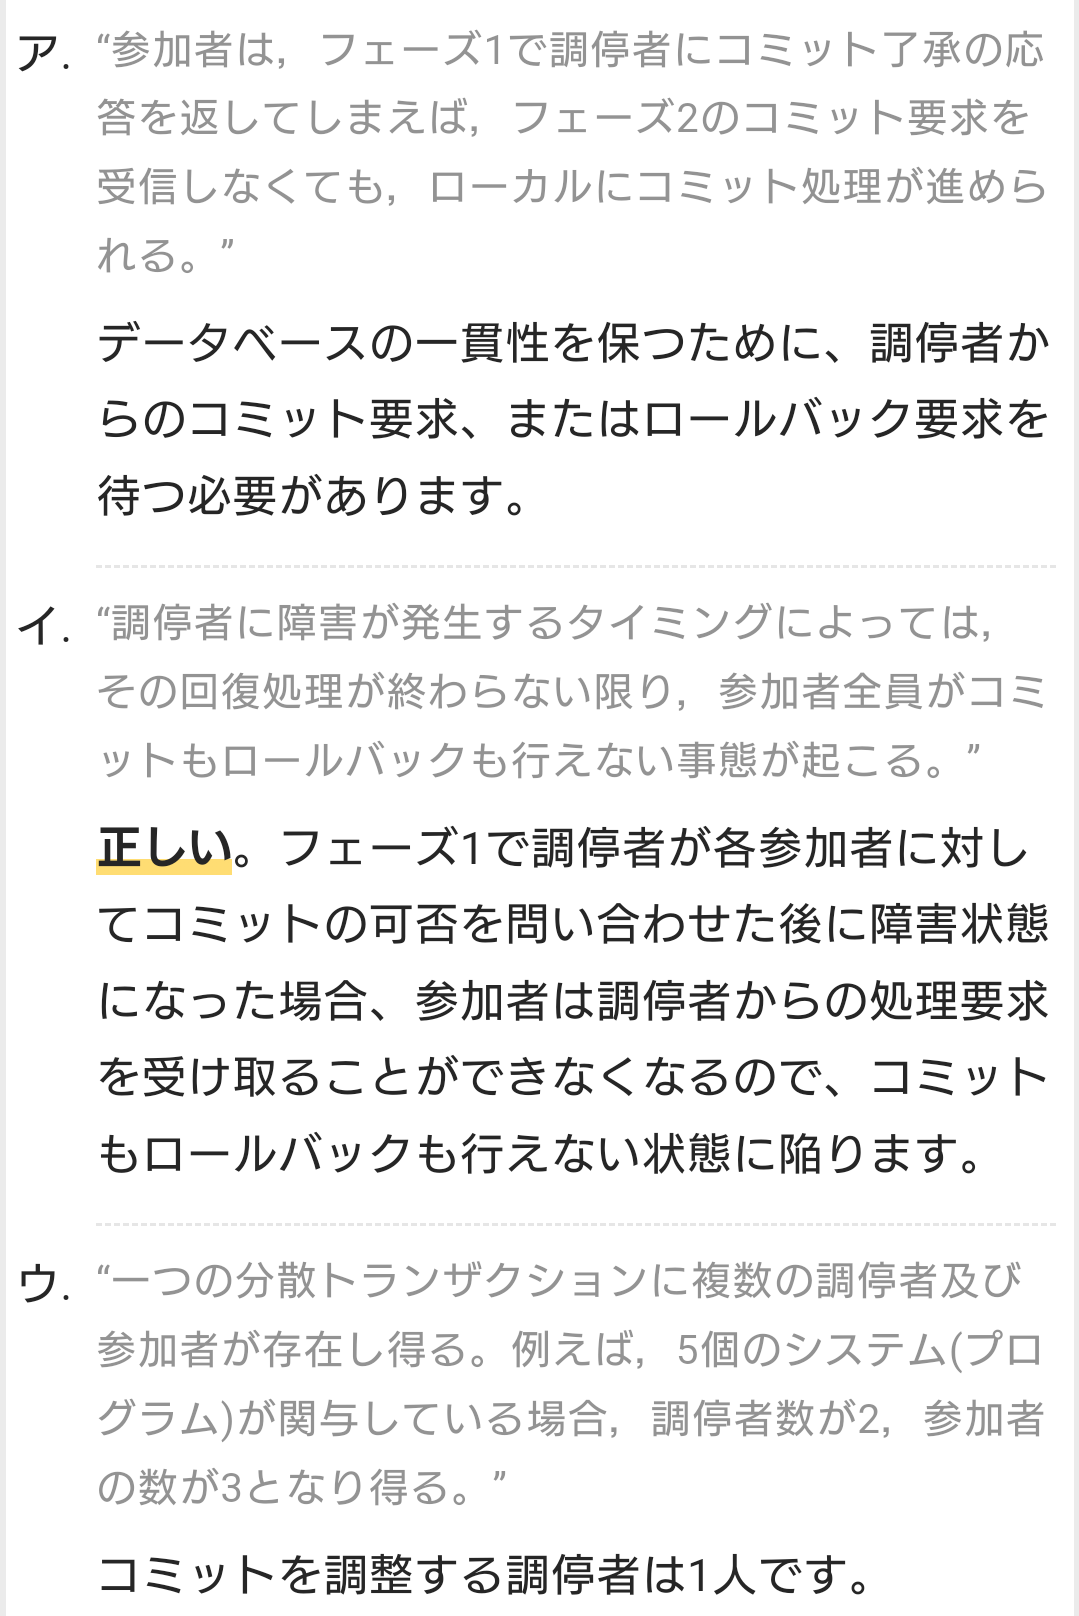 ア. “参加者は，フェーズ1で調停者にコミット了承の応
答を返してしまえば，フェーズ2のコミット要求を
受信しなくても，ローカルにコミット処理が進めら
れる。”
データベースの一貫性を保つために、調停者か
らのコミット要求、またはロールバック要求を
待つ必要があります。
イ. “調停者に障害が発生するタイミングによっては，
その回復処理が終わらない限り，参加者全員がコミ
ットもロールバックも行えない事態が起こる。”
正しい。フェーズ1で調停者が各参加者に対し
てコミットの可否を問い合わせた後に障害状態
になった場合、参加者は調停者からの処理要求
を受け取ることができなくなるので、コミット
もロールバックも行えない状態に陥ります。
ウ. “一つの分散トランザクションに複数の調停者及び
参加者が存在し得る。例えば，5個のシステム(プロ
グラム)が関与している場合，調停者数が2，参加者
の数が3となり得る。”
コミットを調整する調停者は1人です。